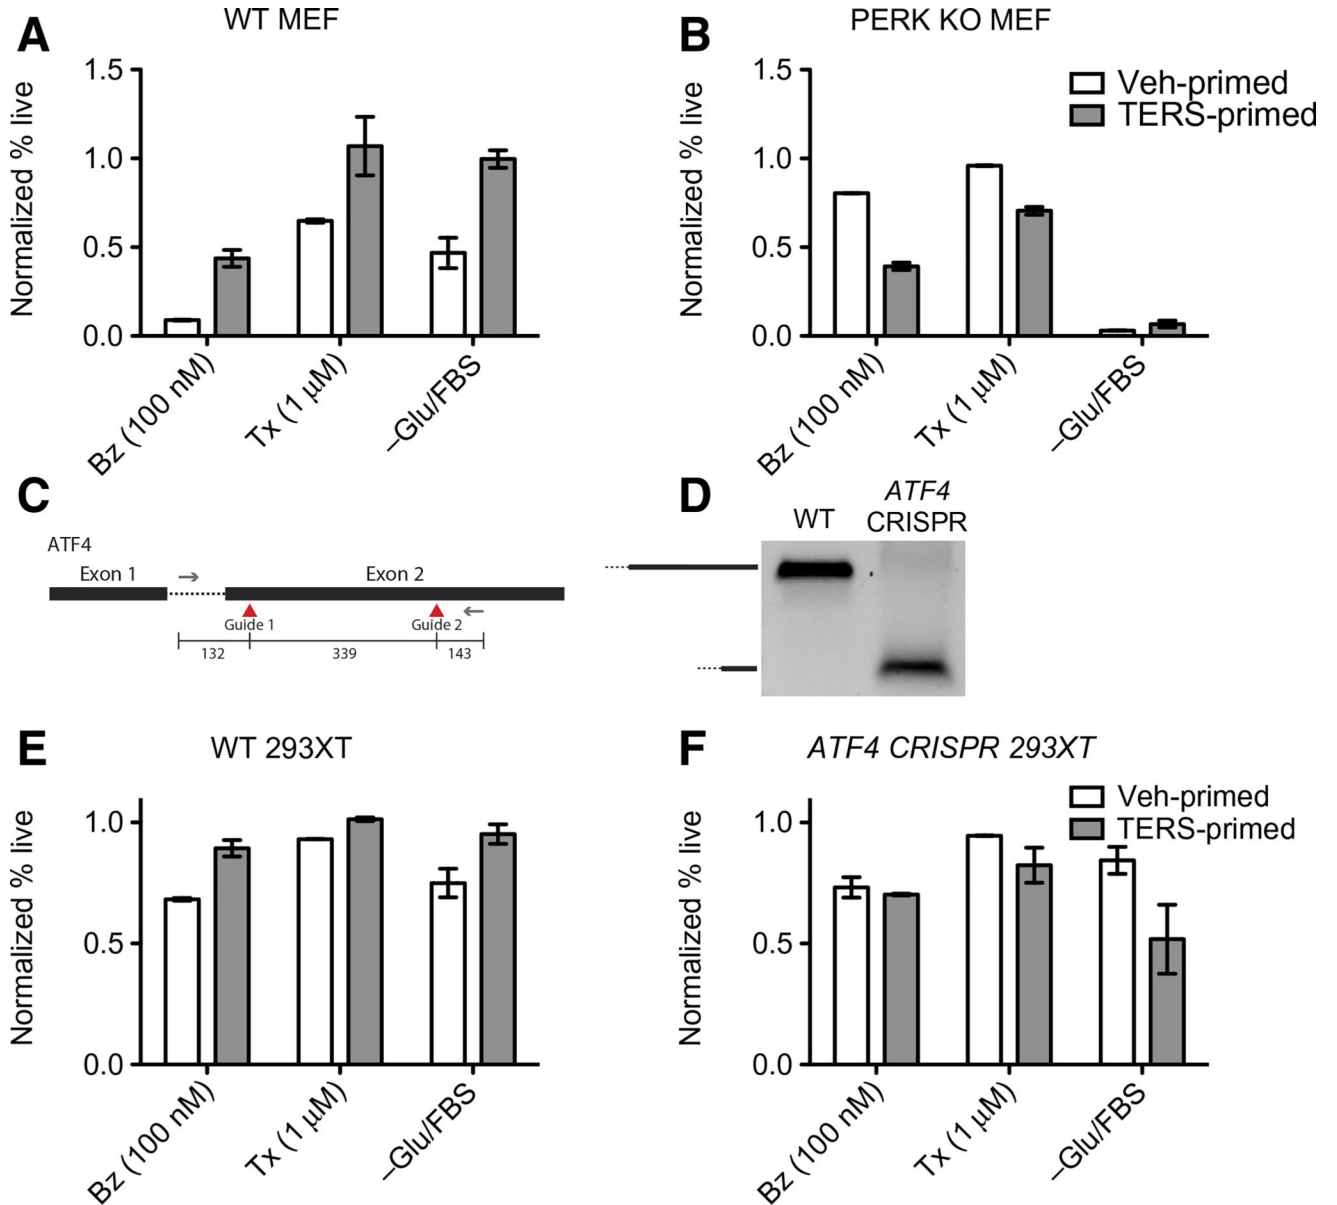 A
WT MEF
Normalized % live
1.5
1.0
0.5
0.0
Bz (100 nM)
Tx (1 µM)
–Glu/FBS
B
PERK KO MEF
Veh-primed
TERS-primed
Normalized % live
1.5
1.0
0.5
0.0
Bz (100 nM)
Tx (1 µM)
–Glu/FBS
C
ATF4
Exon 1
Exon 2
Guide 1
Guide 2
132
339
143
D
WT
ATF4
CRISPR
E
WT 293XT
Normalized % live
1.0
0.5
0.0
Bz (100 nM)
Tx (1 µM)
–Glu/FBS
F
ATF4 CRISPR 293XT
Veh-primed
TERS-primed
Normalized % live
1.0
0.5
0.0
Bz (100 nM)
Tx (1 µM)
–Glu/FBS